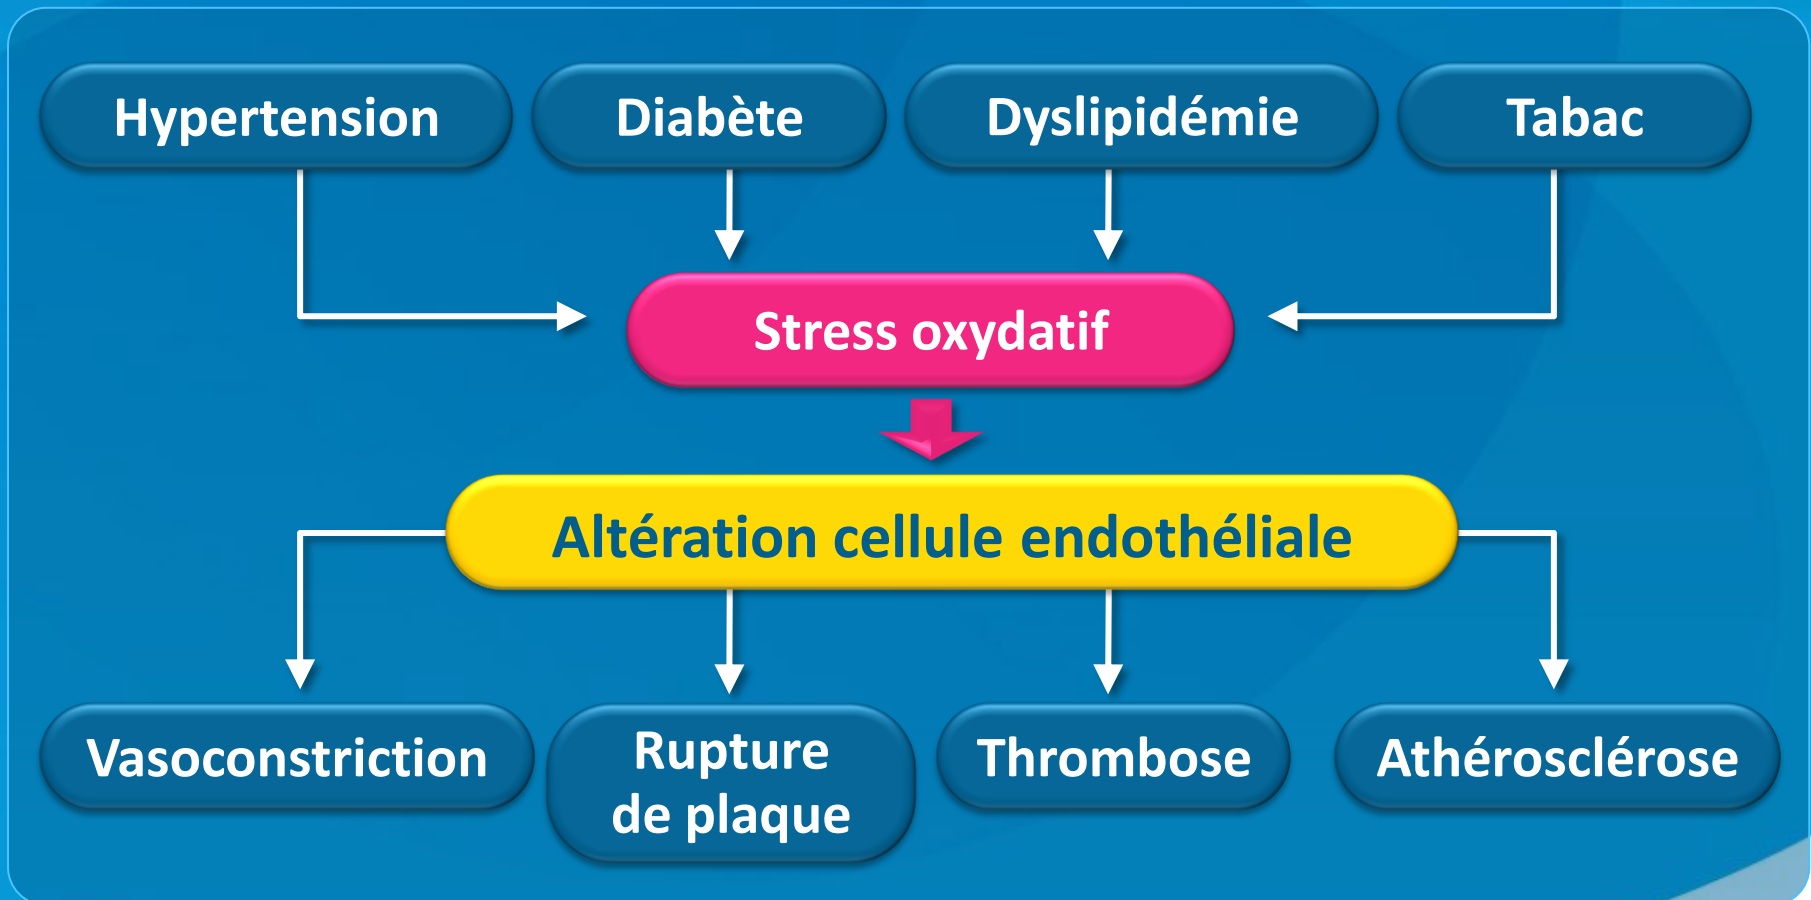 Hypertension
Diabète
Dyslipidémie
Tabac
Stress oxydatif
Altération cellule endothéliale
Vasoconstriction
Rupture
de plaque
Thrombose
Athérosclérose